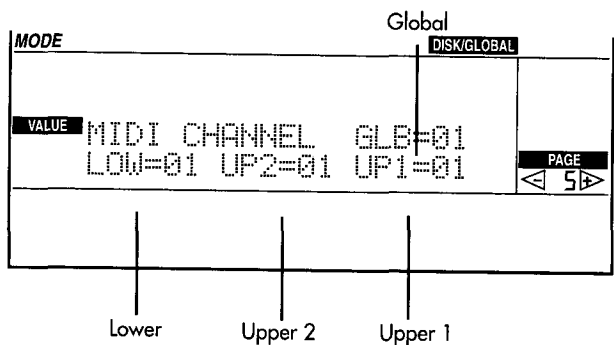 Global
MODE DISK/GLOBAL
VALUE MIDI CHANNEL GLB=01
LOW=01 UP2=01 UP1=01
PAGE
- 5 +
Lower Upper 2 Upper 1